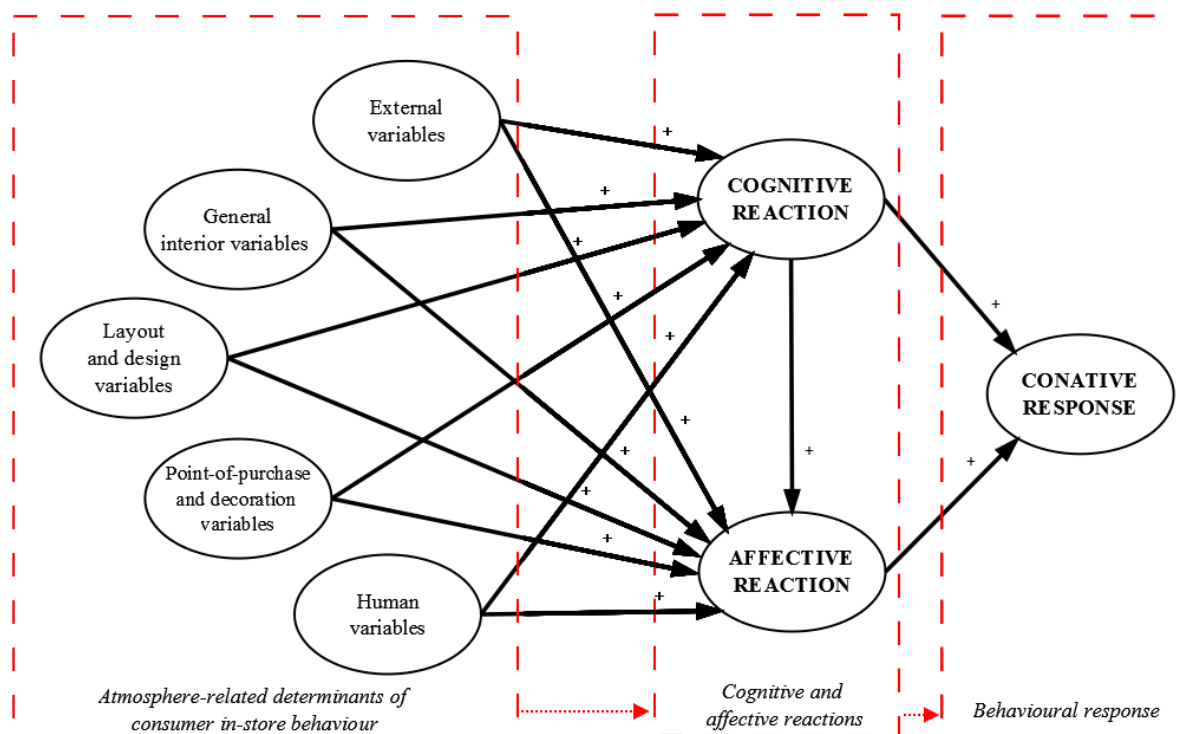 External
variables
+
COGNITIVE
REACTION
General
interior variables
+
+
+
+
Layout
and design
variables
+
CONATIVE
RESPONSE
+
+
+
+
Point-of-purchase
and decoration
variables
+
+
AFFECTIVE
REACTION
Human
variables
+
Atmosphere-related determinants of
consumer in-store behaviour
Cognitive and
affective reactions
Behavioural response